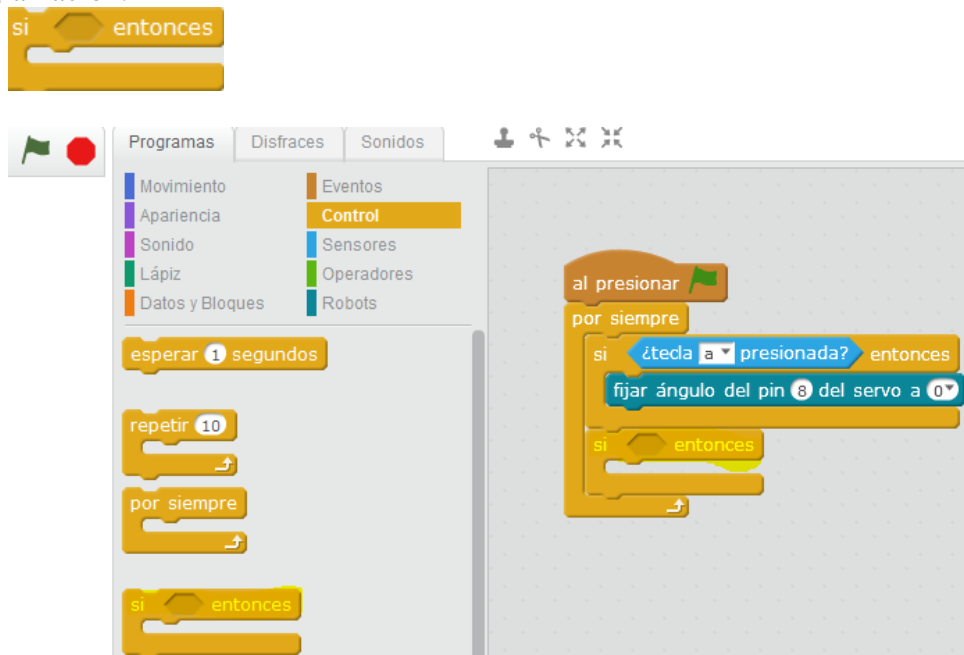 si entonces
Programas Disfraces Sonidos
Movimiento Eventos
Apariencia Control
Sonido Sensores
Lápiz Operadores
Datos y Bloques Robots
esperar 1 segundos
repetir 10
por siempre
si entonces
al presionar
por siempre
si ¿tecla a presionada? entonces
fijar ángulo del pin 8 del servo a 0
si entonces